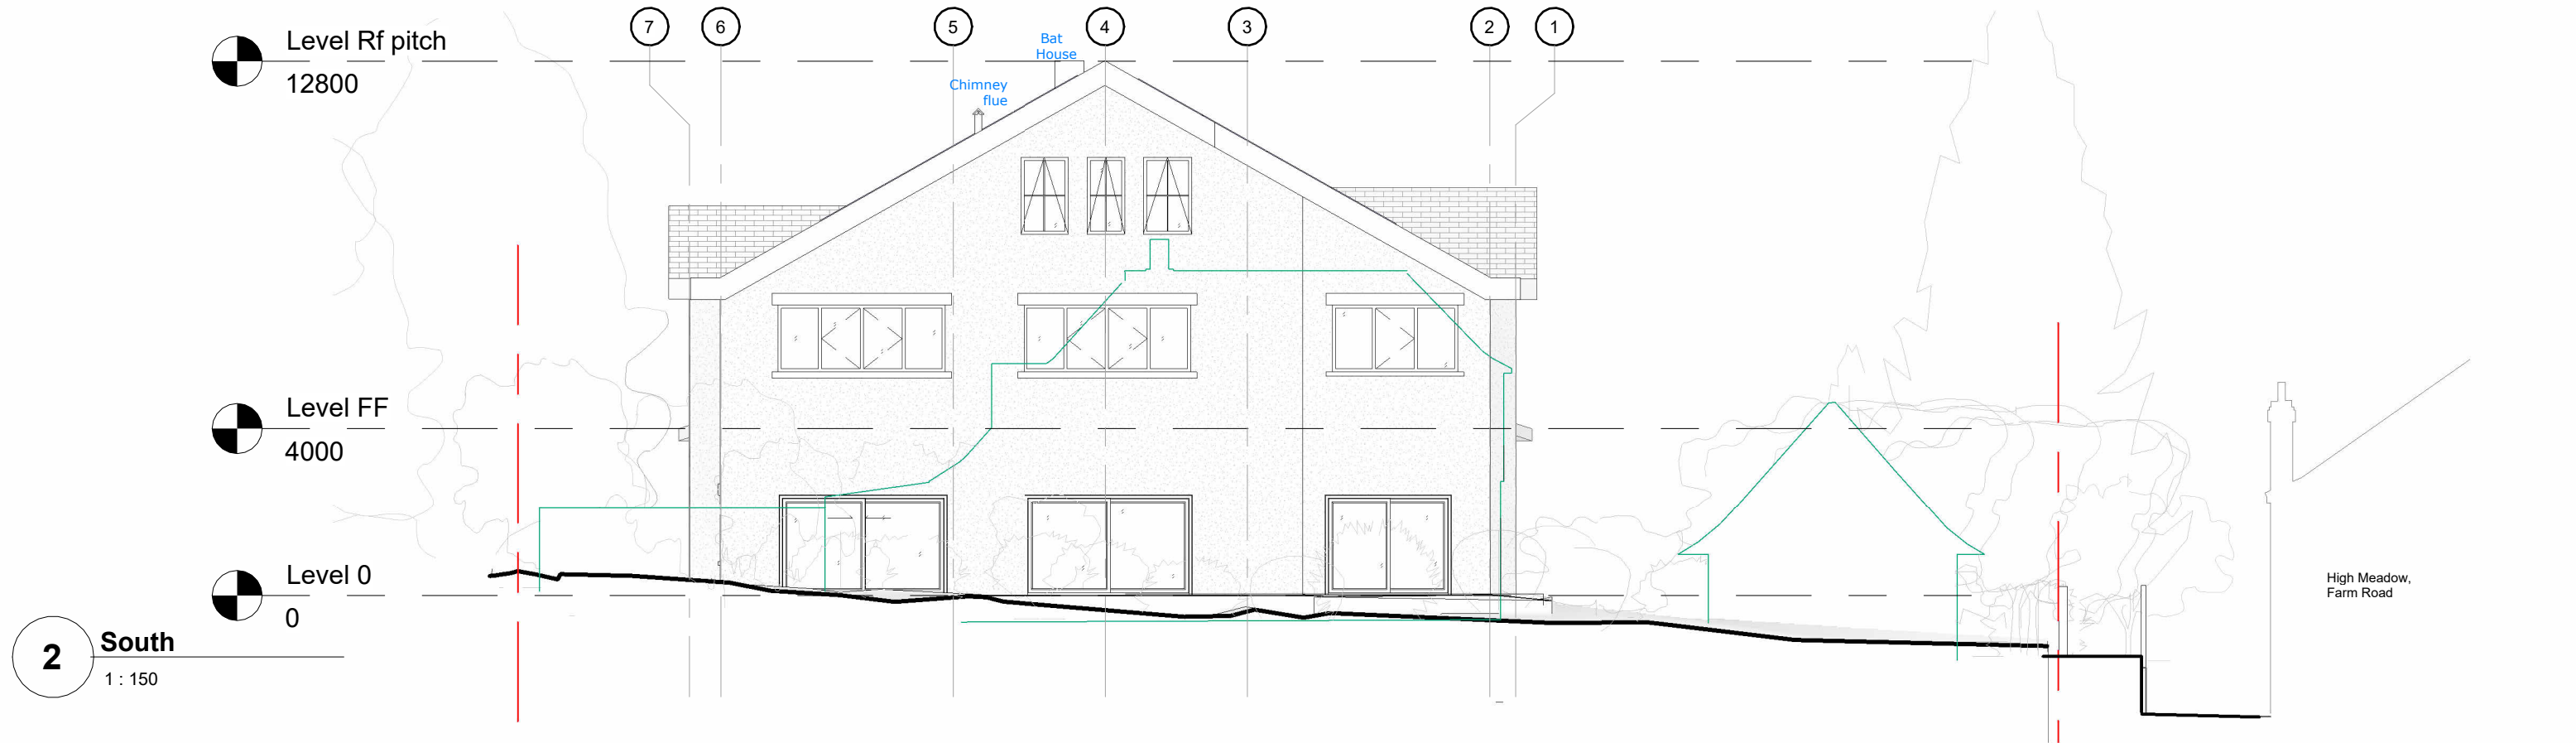 7
6
5
4
3
2
1
Level Rf pitch
12800
Bat
House
Chimney
flue
Level FF
4000
Level 0
0
2
South
1 : 150
High Meadow,
Farm Road